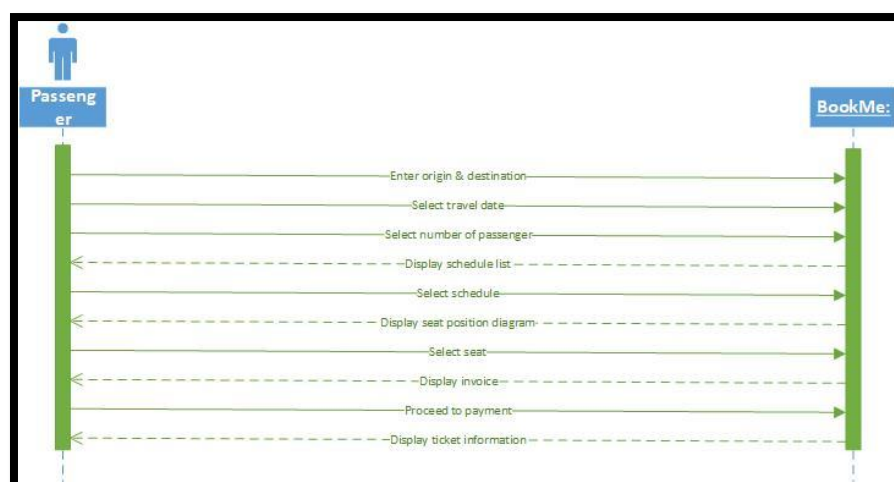 Passeng
er
BookMe:
Enter origin & destination
Select travel date
Select number of passenger
Display schedule list
Select schedule
Display seat position diagram
Select seat
Display invoice
Proceed to payment
Display ticket information